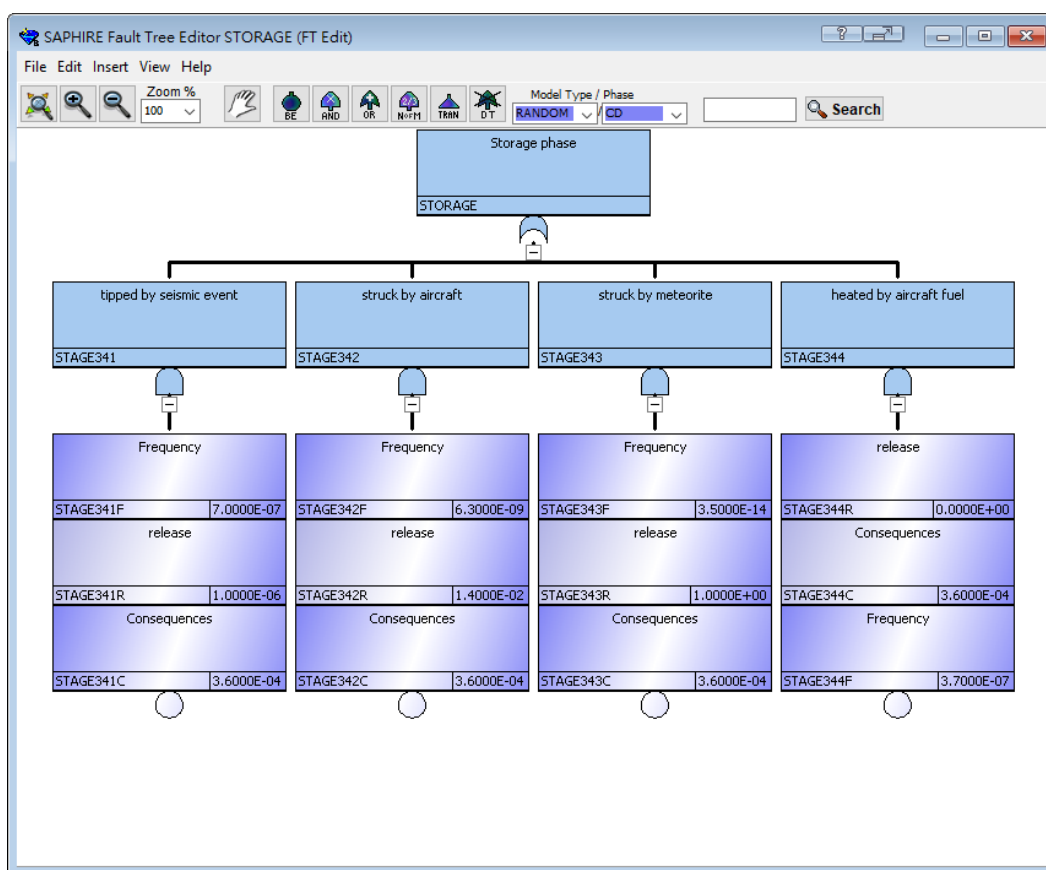 SAPHIRE Fault Tree Editor STORAGE (FT Edit)
File Edit Insert View Help
Zoom %
100
BE
AND
OR
NOFM
TRAN
DT
Model Type / Phase
RANDOM / CD
Search
Storage phase
STORAGE
tipped by seismic event
STAGE341
struck by aircraft
STAGE342
struck by meteorite
STAGE343
heated by aircraft fuel
STAGE344
Frequency
STAGE341F 7.0000E-07
release
STAGE341R 1.0000E-06
Consequences
STAGE341C 3.6000E-04
Frequency
STAGE342F 6.3000E-09
release
STAGE342R 1.4000E-02
Consequences
STAGE342C 3.6000E-04
Frequency
STAGE343F 3.5000E-14
release
STAGE343R 1.0000E+00
Consequences
STAGE343C 3.6000E-04
release
STAGE344R 0.0000E+00
Consequences
STAGE344C 3.6000E-04
Frequency
STAGE344F 3.7000E-07